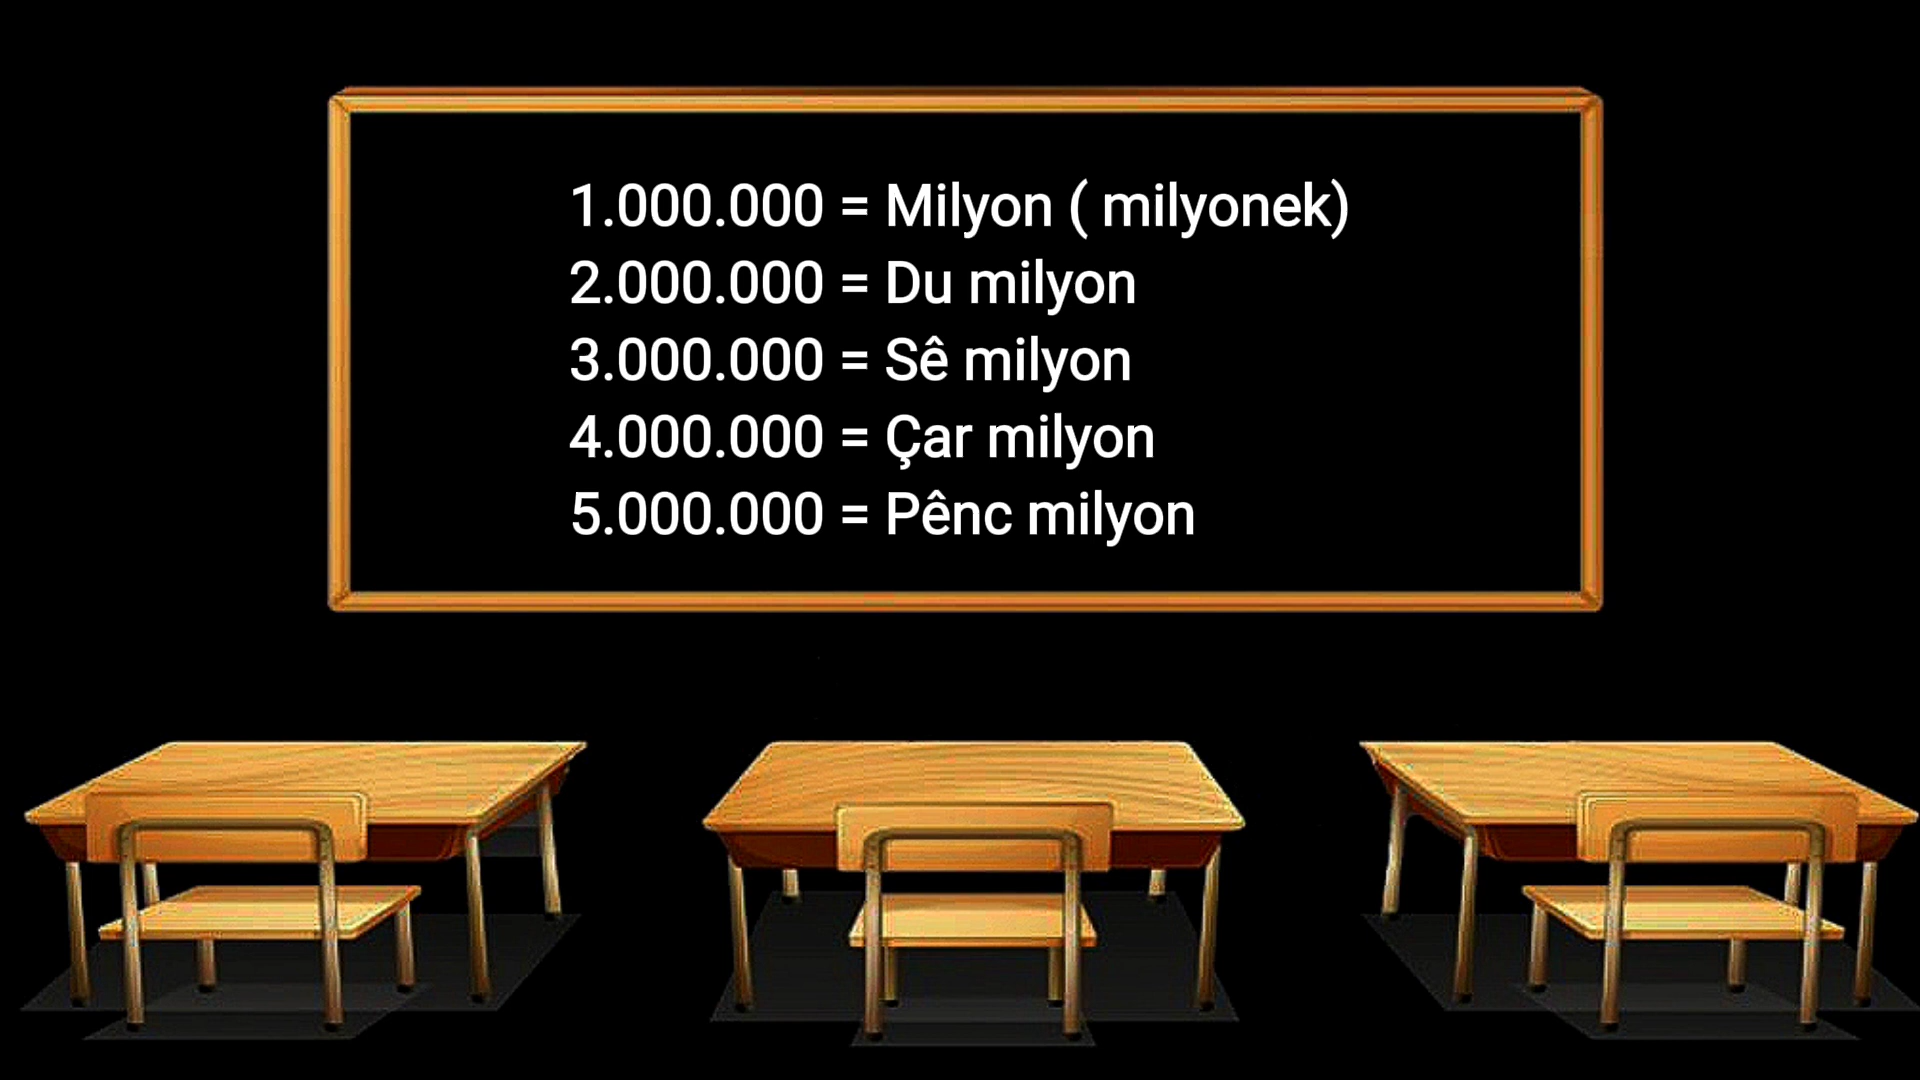 1.000.000 = Milyon ( milyonek)
2.000.000 = Du milyon
3.000.000 = Sê milyon
4.000.000 = Çar milyon
5.000.000 = Pênc milyon